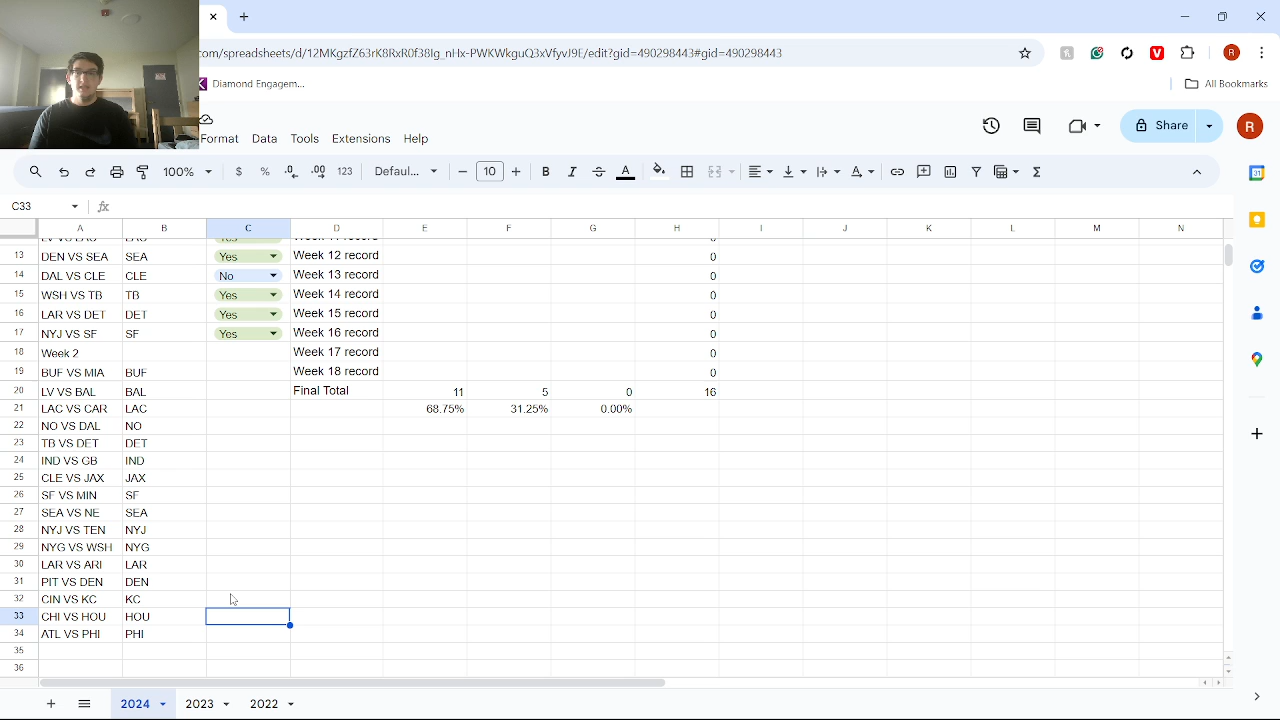 com/spreadsheets/d/12MKgzfZ63rK8RxR0f38Ig_nHx-PWKWkguQ3xVfyvJ9E/edit?gid=490298443#gid=490298443
Diamond Engagem...
All Bookmarks
Format Data Tools Extensions Help
Share
R
100% $ % .0 .00 123 Defaul... 10 B I A
C33 fx
A B C D E F G H I J K L M N
13 DEN VS SEA SEA Yes Week 12 record 0
14 DAL VS CLE CLE No Week 13 record 0
15 WSH VS TB TB Yes Week 14 record 0
16 LAR VS DET DET Yes Week 15 record 0
17 NYJ VS SF SF Yes Week 16 record 0
18 Week 2 Week 17 record 0
19 BUF VS MIA BUF Week 18 record 0
20 LV VS BAL BAL Final Total 11 5 0 16
21 LAC VS CAR LAC 68.75% 31.25% 0.00%
22 NO VS DAL NO
23 TB VS DET DET
24 IND VS GB IND
25 CLE VS JAX JAX
26 SF VS MIN SF
27 SEA VS NE SEA
28 NYJ VS TEN NYJ
29 NYG VS WSH NYG
30 LAR VS ARI LAR
31 PIT VS DEN DEN
32 CIN VS KC KC
33 CHI VS HOU HOU
34 ATL VS PHI PHI
35
36
2024 2023 2022